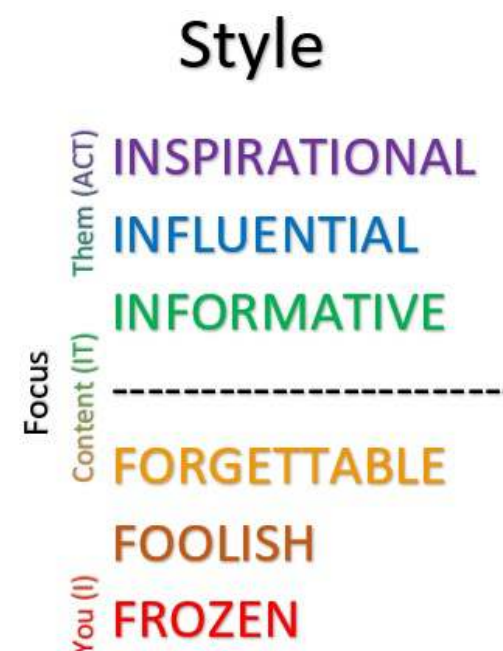 Style
Focus
Them (ACT)
Content (IT)
You (I)
INSPIRATIONAL
INFLUENTIAL
INFORMATIVE
-----------------------
FORGETTABLE
FOOLISH
FROZEN